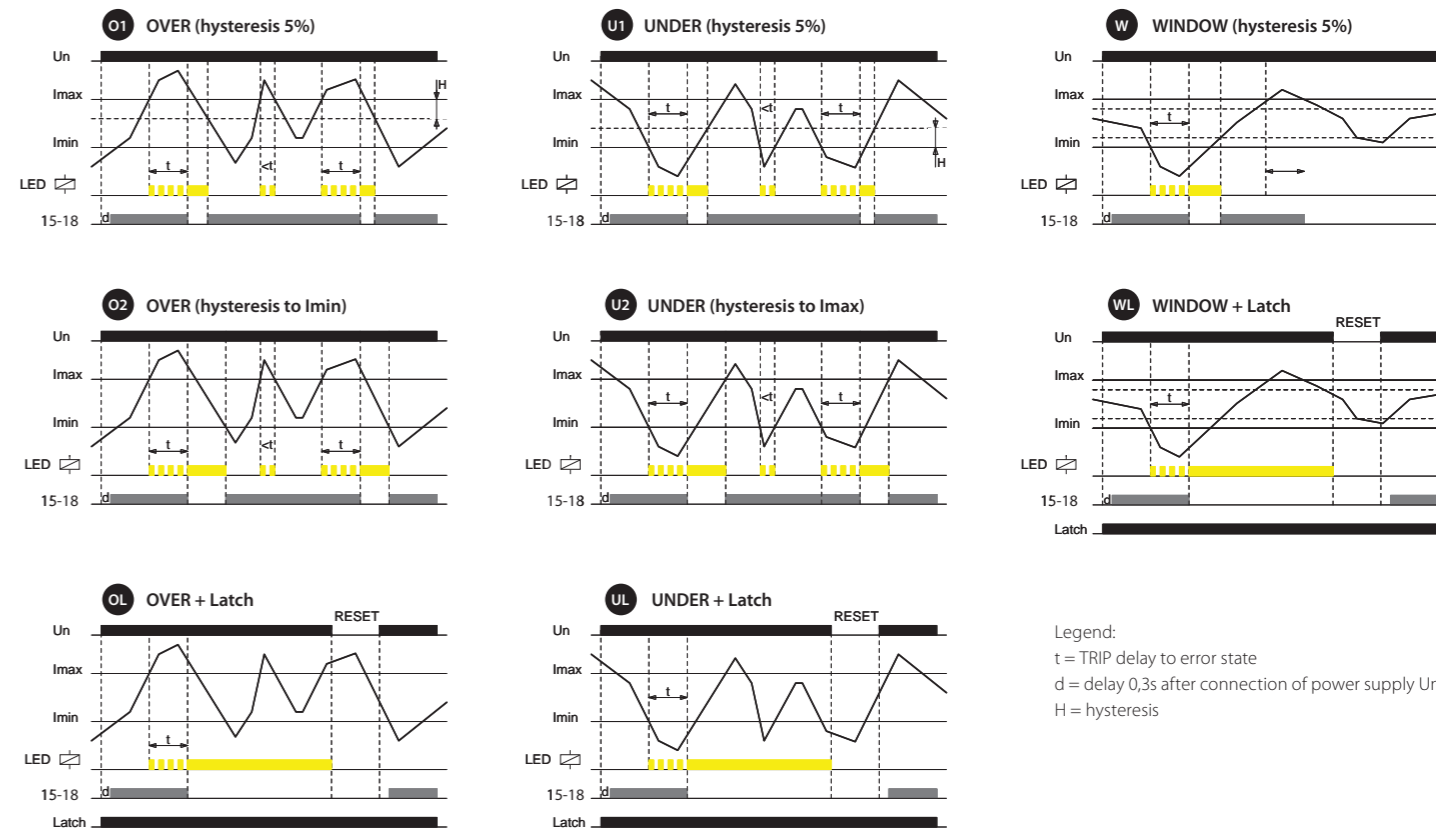 O1 OVER (hysteresis 5%)
Un
Imax
H
Imin
t <t t
LED
15-18 d
U1 UNDER (hysteresis 5%)
Un
Imax
t <t t
Imin
H
LED
15-18 d
W WINDOW (hysteresis 5%)
Un
Imax
t
Imin
LED
15-18 d
O2 OVER (hysteresis to Imin)
Un
Imax
Imin
t <t t
LED
15-18 d
U2 UNDER (hysteresis to Imax)
Un
Imax
t <t t
Imin
LED
15-18 d
WL WINDOW + Latch
RESET
Un
Imax
t
Imin
LED
15-18 d
Latch
OL OVER + Latch
RESET
Un
Imax
Imin
t
LED
15-18 d
Latch
UL UNDER + Latch
RESET
Un
Imax
t
Imin
LED
15-18 d
Latch
Legend:
t = TRIP delay to error state
d = delay 0,3s after connection of power supply Un
H = hysteresis